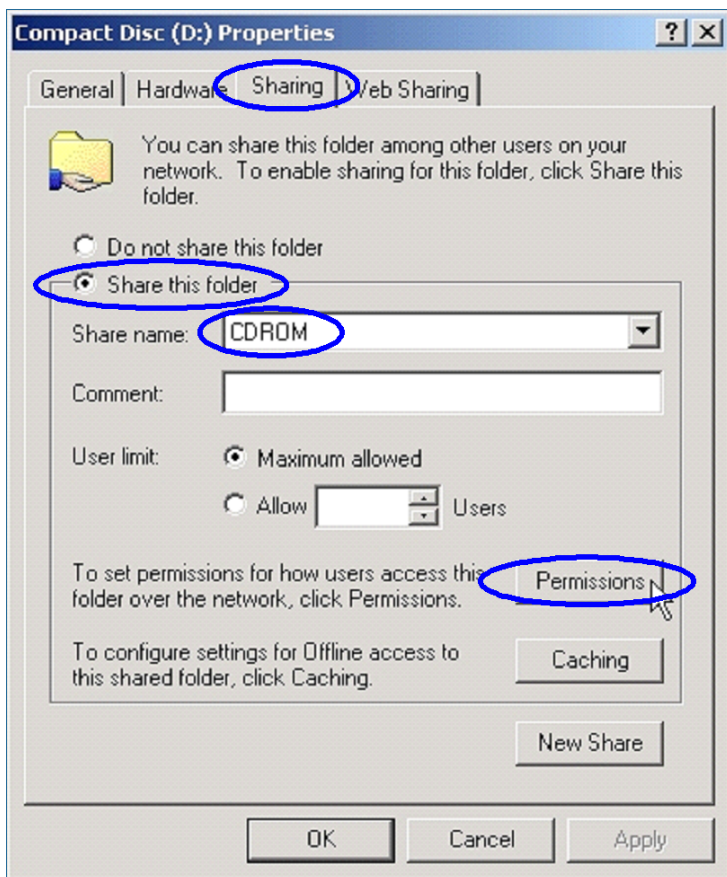 Compact Disc (D:) Properties
General Hardware Sharing Web Sharing
You can share this folder among other users on your
network. To enable sharing for this folder, click Share this
folder.
Do not share this folder
Share this folder
Share name: CDROM
Comment:
User limit: Maximum allowed
Allow Users
To set permissions for how users access this
folder over the network, click Permissions.
Permissions
To configure settings for Offline access to
this shared folder, click Caching.
Caching
New Share
OK Cancel Apply